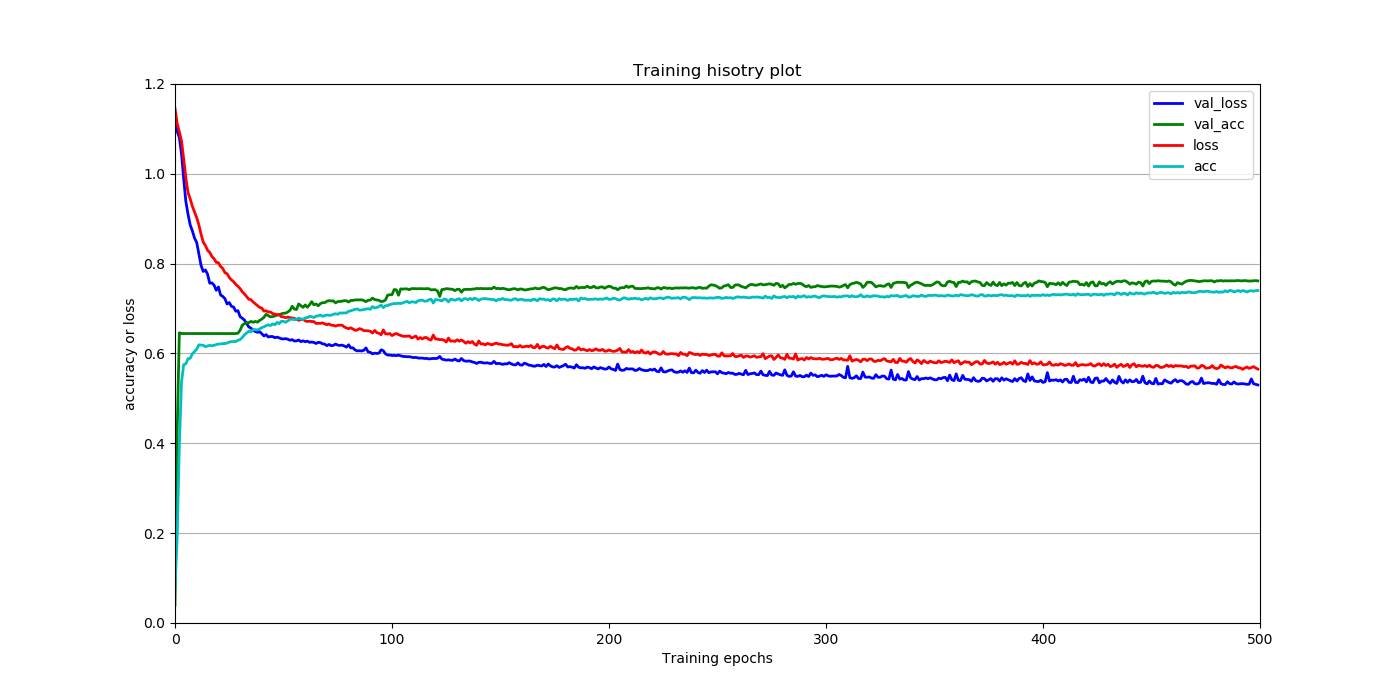 Training hisotry plot
1.2
1.0
0.8
0.6
0.4
0.2
0.0
accuracy or loss
val_loss
val_acc
loss
acc
0 100 200 300 400 500
Training epochs